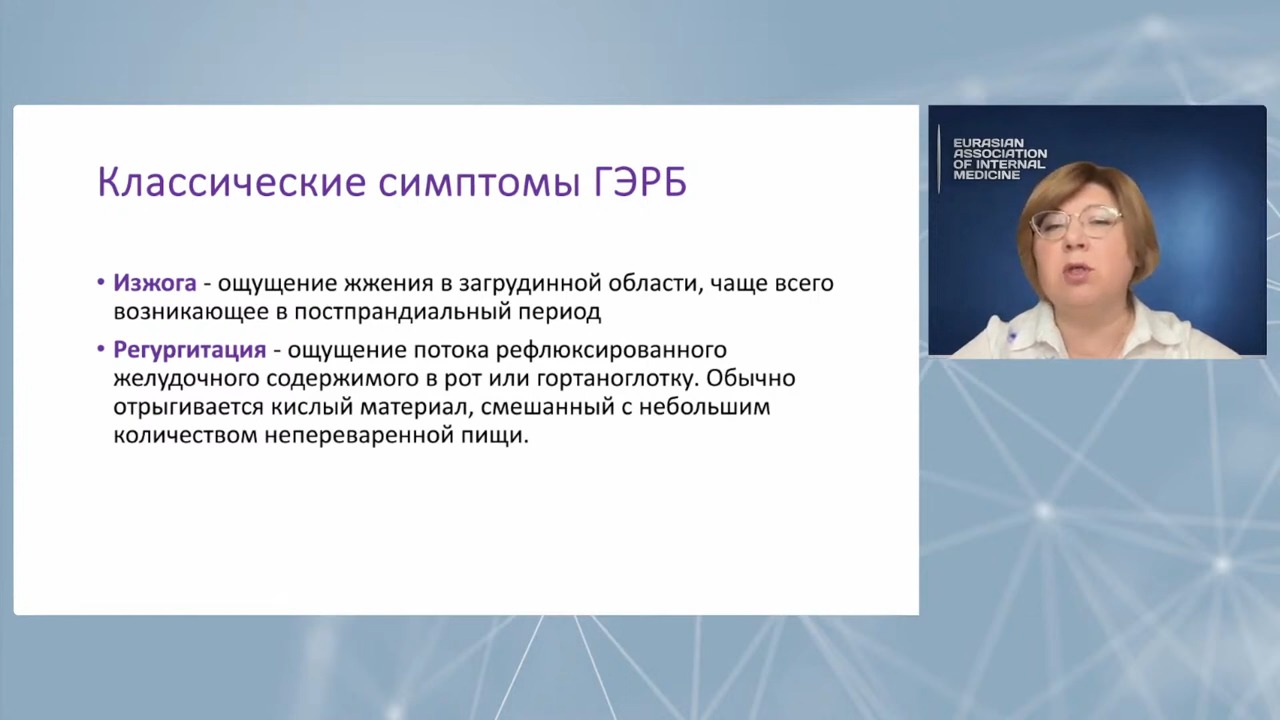 Классические симптомы ГЭРБ
• Изжога - ощущение жжения в загрудинной области, чаще всего
возникающее в постпрандиальный период
• Регургитация - ощущение потока рефлюксированного
желудочного содержимого в рот или гортаноглотку. Обычно
отрыгивается кислый материал, смешанный с небольшим
количеством непереваренной пищи.
EURASIAN
ASSOCIATION
OF INTERNAL
MEDICINE